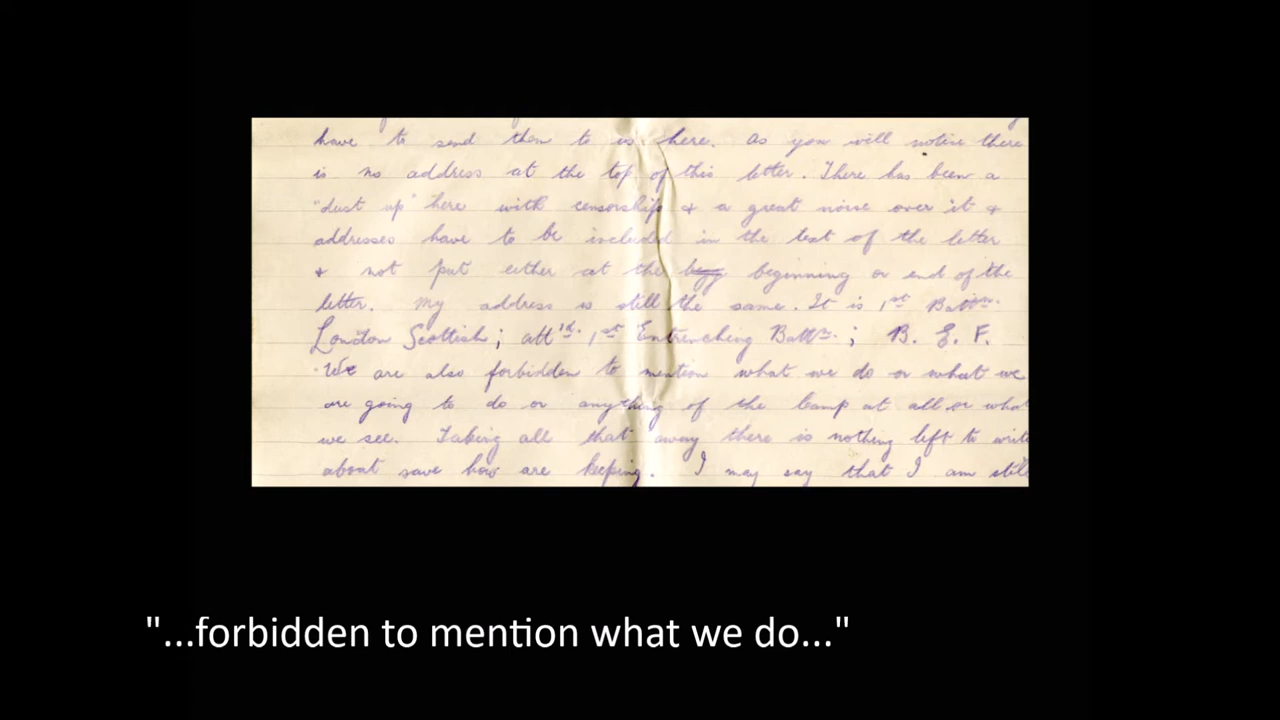 have to send them to is here. As you will notice there
is no address at the top of this letter. There has been a
"dust up" here with censorship & a great noise over it &
addresses have to be included in the text of the letter
& not put either at the begg beginning or end of the
letter. My address is still the same. It is 1st Battn.
London Scottish; attd. 1st Entrenching Battn.; B. E. F.
We are also forbidden to mention what we do or what we
are going to do or anything of the camp at all or what
we see. Taking all that away there is nothing left to write
about save how are keeping. I may say that I am still
"...forbidden to mention what we do..."